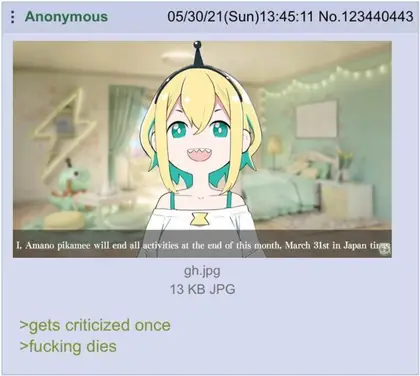 Anonymous 05/30/21(Sun)13:45:11 No.123440443
I, Amano pikamee will end all activities at the end of this month, March 31st in Japan time
gh.jpg
13 KB JPG
>gets criticized once
>fucking dies